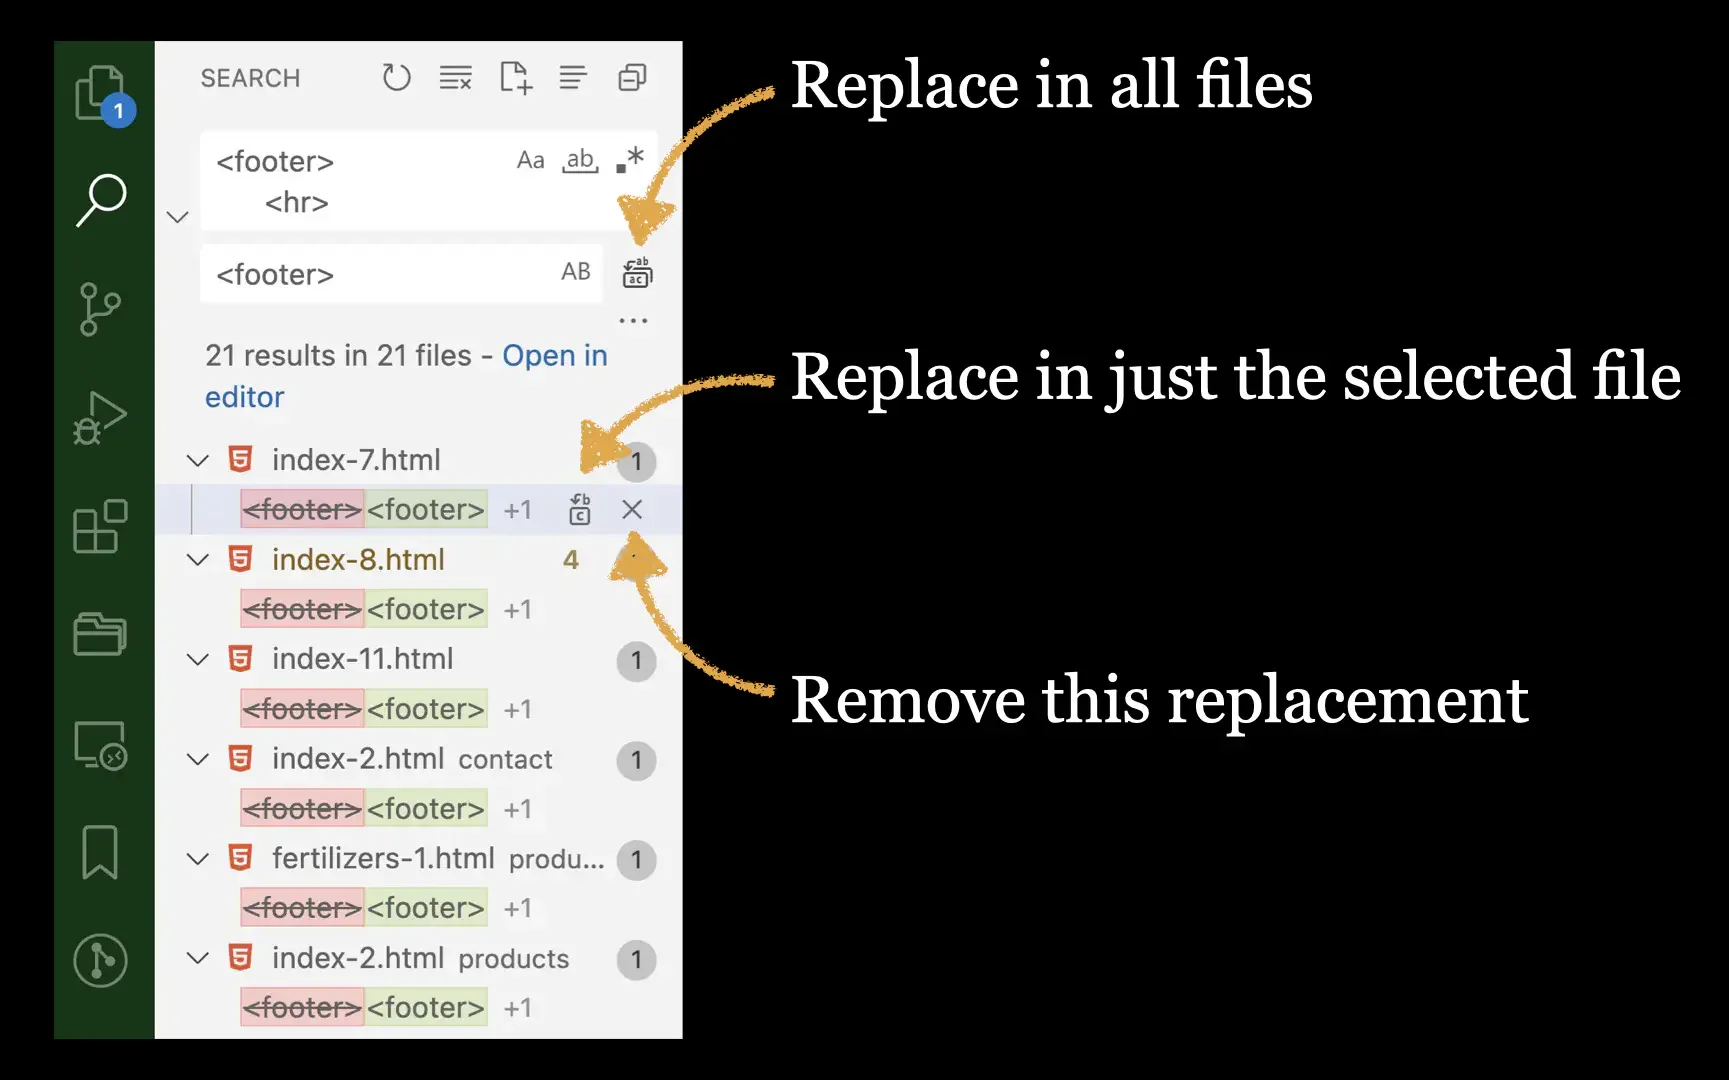 SEARCH
1
<footer>
<hr>
Aa
ab
.*
<footer>
AB
ab
ac
...
21 results in 21 files - Open in
editor
index-7.html 1
<footer><footer> +1
b
c
index-8.html 4
<footer><footer> +1
index-11.html 1
<footer><footer> +1
index-2.html contact 1
<footer><footer> +1
fertilizers-1.html produ... 1
<footer><footer> +1
index-2.html products 1
<footer><footer> +1
Replace in all files
Replace in just the selected file
Remove this replacement